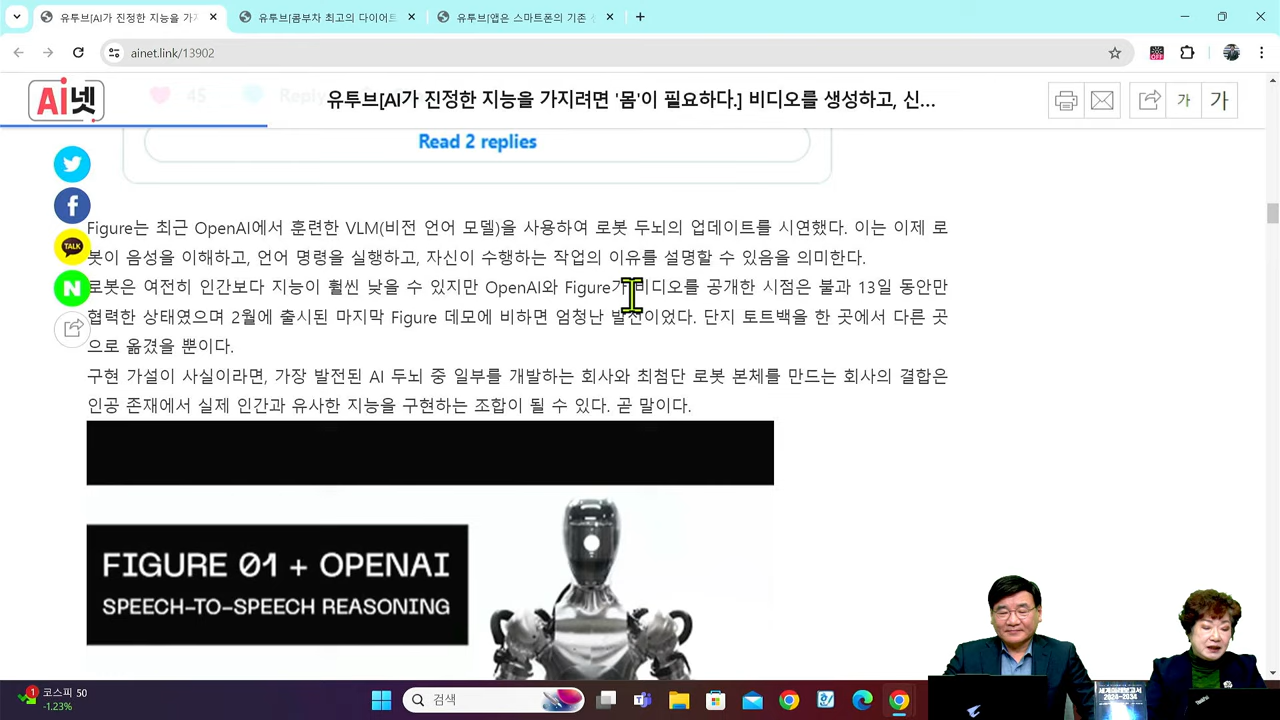 유투브[AI가 진정한 지능을 가지
유투브[콤부차 최고의 다이어트
유투브[앱은 스마트폰의 기존
ainet.link/13902
OFF
Ai넷
45 Reply
유투브[AI가 진정한 지능을 가지려면 '몸'이 필요하다.] 비디오를 생성하고, 신...
가 가
Read 2 replies
TALK
N
Figure는 최근 OpenAI에서 훈련한 VLM(비전 언어 모델)을 사용하여 로봇 두뇌의 업데이트를 시연했다. 이는 이제 로
봇이 음성을 이해하고, 언어 명령을 실행하고, 자신이 수행하는 작업의 이유를 설명할 수 있음을 의미한다.
로봇은 여전히 인간보다 지능이 훨씬 낮을 수 있지만 OpenAI와 Figure가 비디오를 공개한 시점은 불과 13일 동안만
협력한 상태였으며 2월에 출시된 마지막 Figure 데모에 비하면 엄청난 발전이었다. 단지 토트백을 한 곳에서 다른 곳
으로 옮겼을 뿐이다.
구현 가설이 사실이라면, 가장 발전된 AI 두뇌 중 일부를 개발하는 회사와 최첨단 로봇 본체를 만드는 회사의 결합은
인공 존재에서 실제 인간과 유사한 지능을 구현하는 조합이 될 수 있다. 곧 말이다.
FIGURE 01 + OPENAI
SPEECH-TO-SPEECH REASONING
세계미래보고서
2024-2034
1
코스피 50
-1.23%
검색